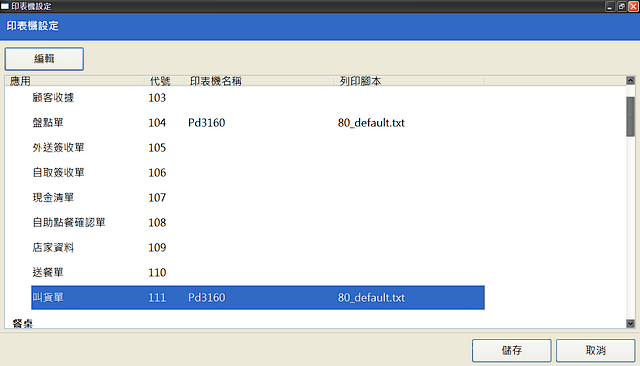 印表機設定
印表機設定
編輯
應用 代號 印表機名稱 列印腳本
顧客收據 103
盤點單 104 Pd3160 80_default.txt
外送簽收單 105
自取簽收單 106
現金清單 107
自助點餐確認單 108
店家資料 109
送餐單 110
叫貨單 111 Pd3160 80_default.txt
餐桌
儲存 取消